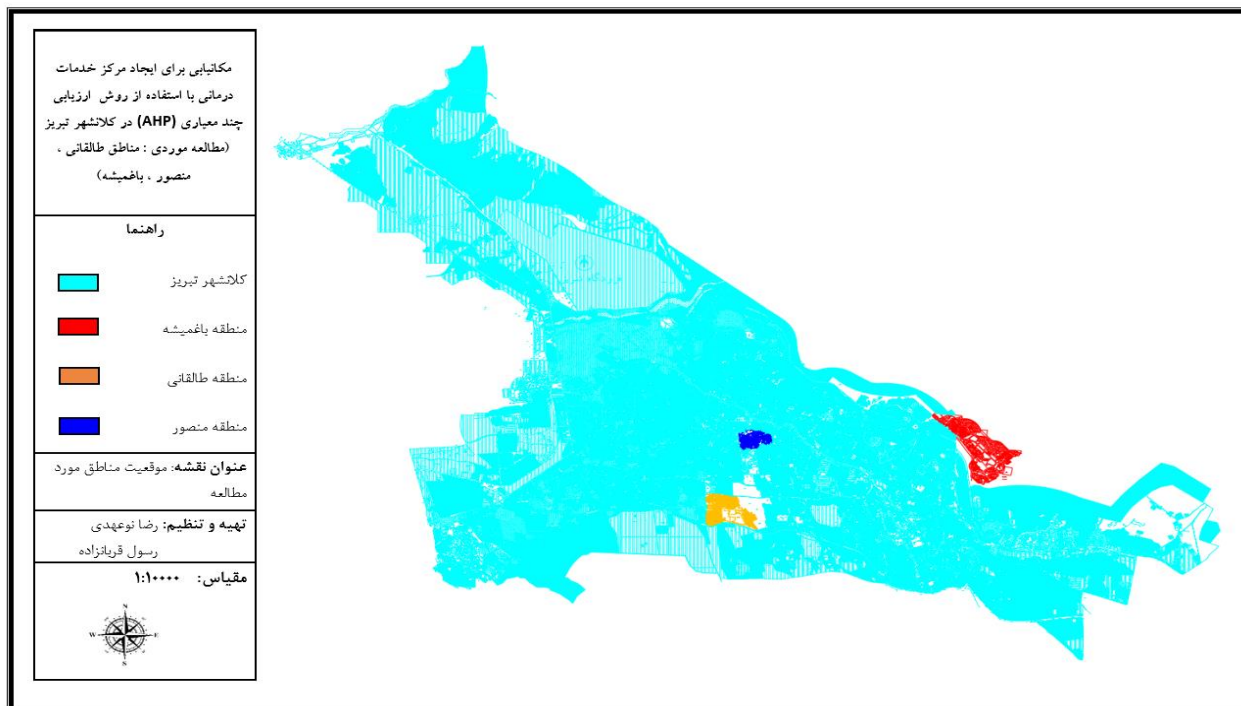 مکانیابی برای ایجاد مرکز خدمات
درمانی با استفاده از روش ارزیابی
چند معیاری (AHP) در کلانشهر تبریز
(مطالعه موردی : مناطق طالقانی ،
منصور ، باغمیشه)
راهنما
کلانشهر تبریز
منطقه باغمیشه
منطقه طالقانی
منطقه منصور
عنوان نقشه: موقعیت مناطق مورد
مطالعه
تهیه و تنظیم: رضا نوعهدی
رسول قربانزاده
مقیاس: ۱:۱۰۰۰۰
N
W E
S